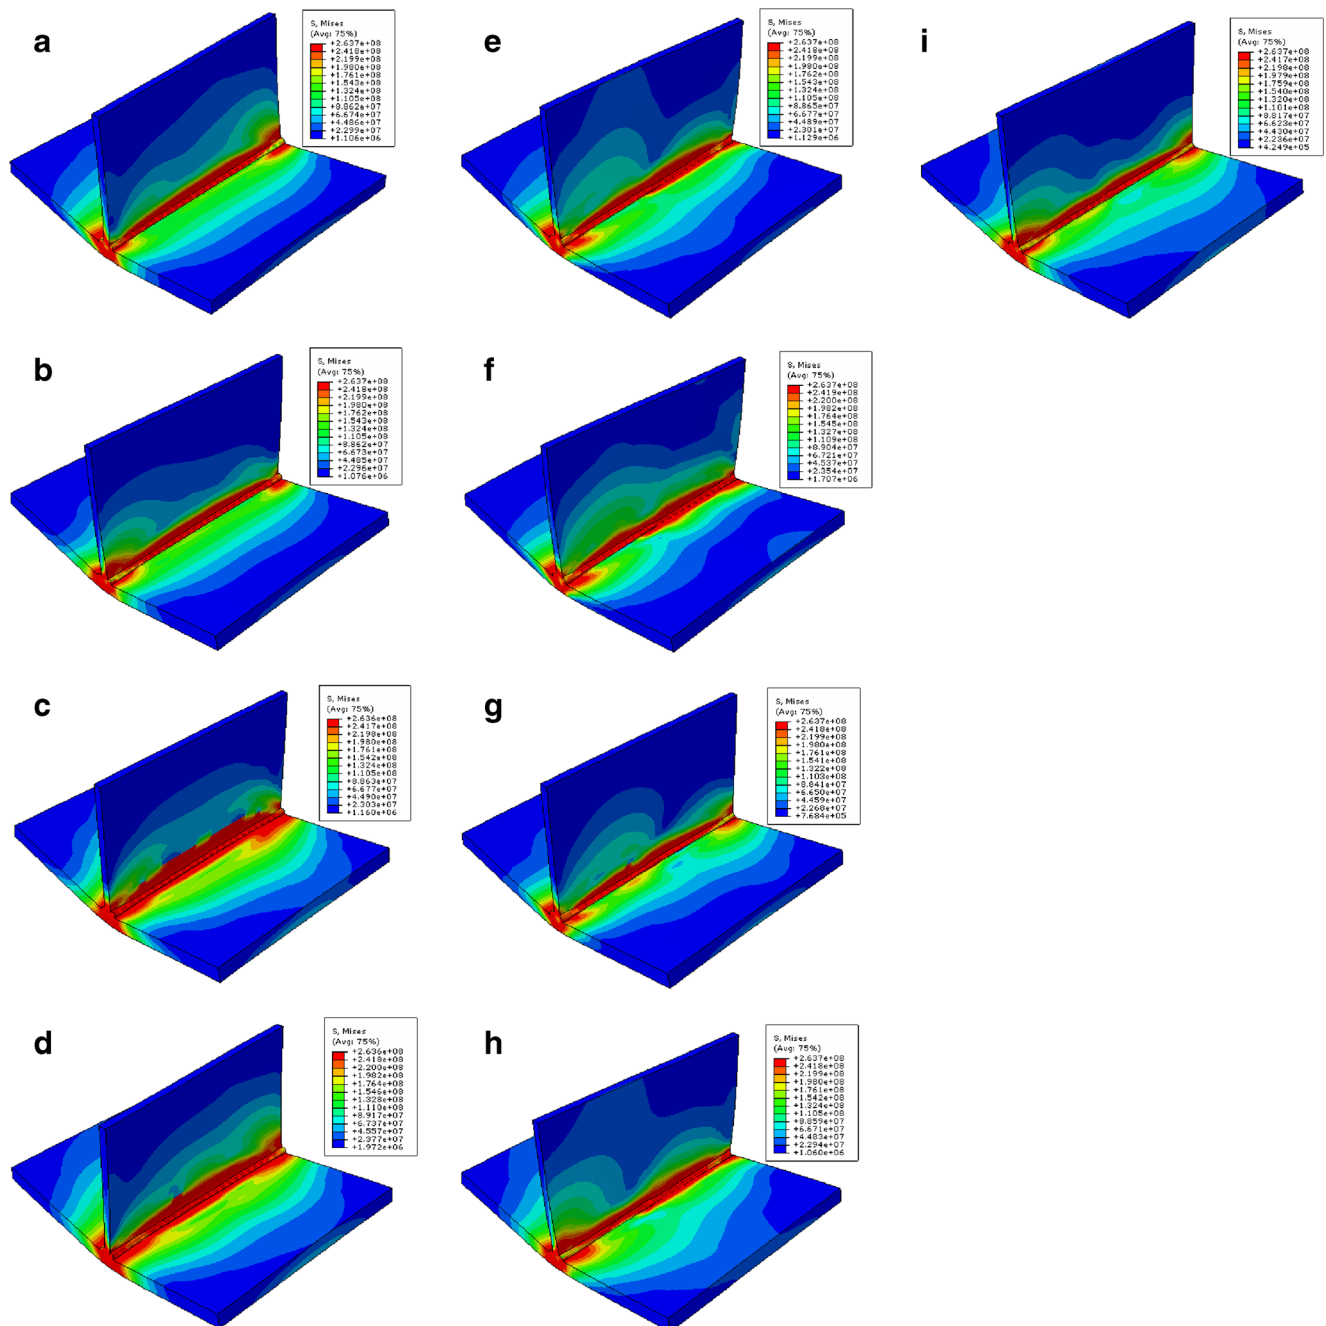 a
S, Mises
(Avg: 75%)
+2.637e+08
+2.418e+08
+2.199e+08
+1.980e+08
+1.761e+08
+1.543e+08
+1.324e+08
+1.105e+08
+8.862e+07
+6.674e+07
+4.486e+07
+2.299e+07
+1.106e+06
b
S, Mises
(Avg: 75%)
+2.637e+08
+2.418e+08
+2.199e+08
+1.980e+08
+1.762e+08
+1.543e+08
+1.324e+08
+1.105e+08
+8.862e+07
+6.673e+07
+4.485e+07
+2.296e+07
+1.076e+06
c
S, Mises
(Avg: 75%)
+2.636e+08
+2.417e+08
+2.198e+08
+1.980e+08
+1.761e+08
+1.542e+08
+1.324e+08
+1.105e+08
+8.863e+07
+6.677e+07
+4.490e+07
+2.303e+07
+1.160e+06
d
S, Mises
(Avg: 75%)
+2.636e+08
+2.418e+08
+2.200e+08
+1.982e+08
+1.764e+08
+1.546e+08
+1.328e+08
+1.110e+08
+8.917e+07
+6.737e+07
+4.557e+07
+2.377e+07
+1.972e+06
e
S, Mises
(Avg: 75%)
+2.637e+08
+2.418e+08
+2.199e+08
+1.980e+08
+1.762e+08
+1.543e+08
+1.324e+08
+1.105e+08
+8.865e+07
+6.677e+07
+4.489e+07
+2.301e+07
+1.129e+06
f
S, Mises
(Avg: 75%)
+2.637e+08
+2.419e+08
+2.200e+08
+1.982e+08
+1.764e+08
+1.545e+08
+1.327e+08
+1.109e+08
+8.904e+07
+6.721e+07
+4.537e+07
+2.354e+07
+1.707e+06
g
S, Mises
(Avg: 75%)
+2.637e+08
+2.418e+08
+2.199e+08
+1.980e+08
+1.761e+08
+1.541e+08
+1.322e+08
+1.103e+08
+8.841e+07
+6.650e+07
+4.459e+07
+2.268e+07
+7.684e+05
h
S, Mises
(Avg: 75%)
+2.637e+08
+2.418e+08
+2.199e+08
+1.980e+08
+1.761e+08
+1.542e+08
+1.324e+08
+1.105e+08
+8.859e+07
+6.671e+07
+4.483e+07
+2.294e+07
+1.060e+06
i
S, Mises
(Avg: 75%)
+2.637e+08
+2.417e+08
+2.198e+08
+1.979e+08
+1.759e+08
+1.540e+08
+1.320e+08
+1.101e+08
+8.817e+07
+6.623e+07
+4.430e+07
+2.236e+07
+4.249e+05